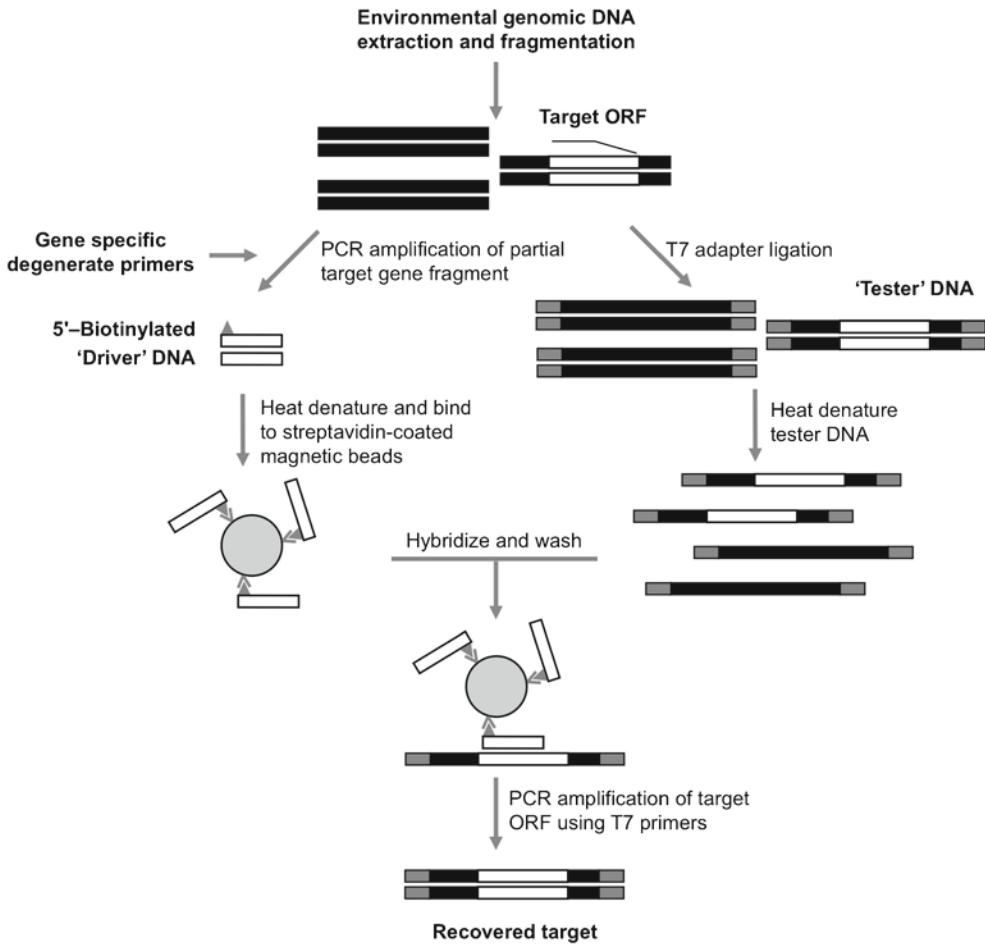 Environmental genomic DNA
extraction and fragmentation
Target ORF
Gene specific
degenerate primers
PCR amplification of partial
target gene fragment
T7 adapter ligation
'Tester' DNA
5'–Biotinylated
'Driver' DNA
Heat denature and bind
to streptavidin-coated
magnetic beads
Heat denature
tester DNA
Hybridize and wash
PCR amplification of target
ORF using T7 primers
Recovered target